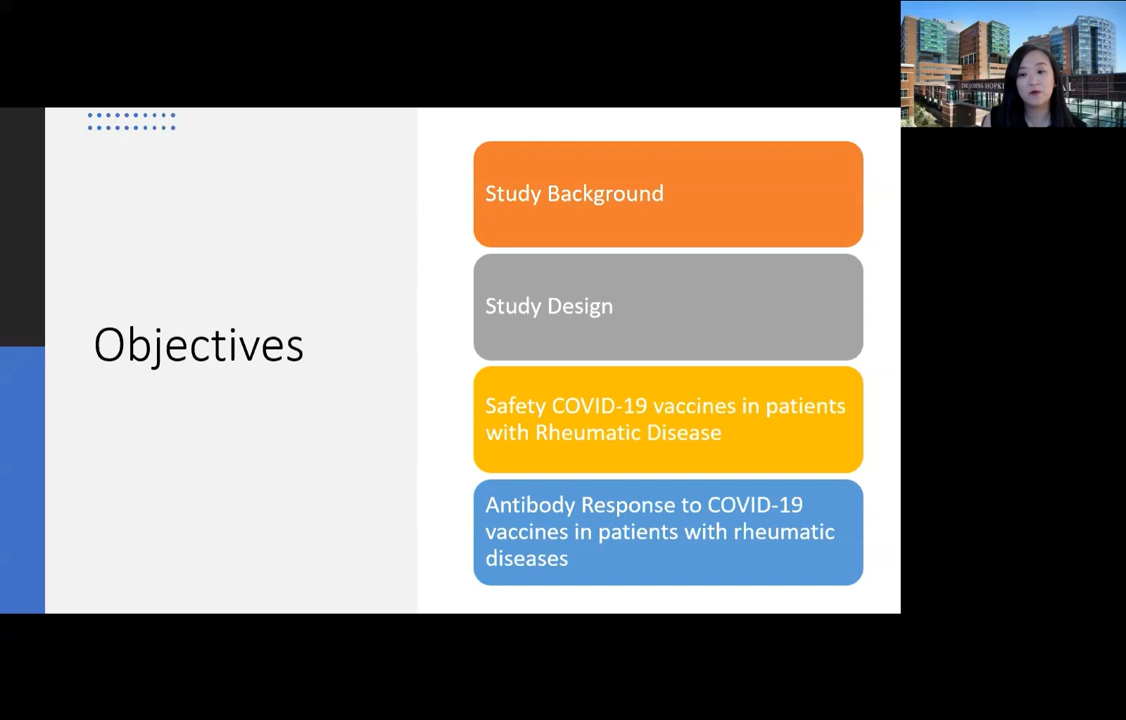 Objectives
Study Background
Study Design
Safety COVID-19 vaccines in patients
with Rheumatic Disease
Antibody Response to COVID-19
vaccines in patients with rheumatic
diseases